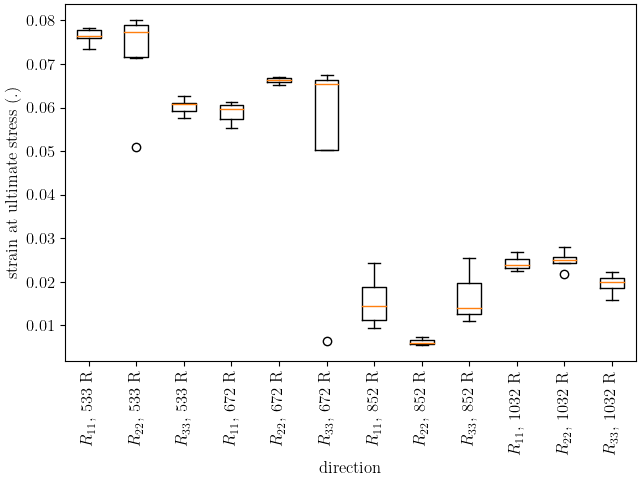 strain at ultimate stress (.)
0.08
0.07
0.06
0.05
0.04
0.03
0.02
0.01
R₁₁, 533 R
R₂₂, 533 R
R₃₃, 533 R
R₁₁, 672 R
R₂₂, 672 R
R₃₃, 672 R
R₁₁, 852 R
R₂₂, 852 R
R₃₃, 852 R
R₁₁, 1032 R
R₂₂, 1032 R
R₃₃, 1032 R
direction